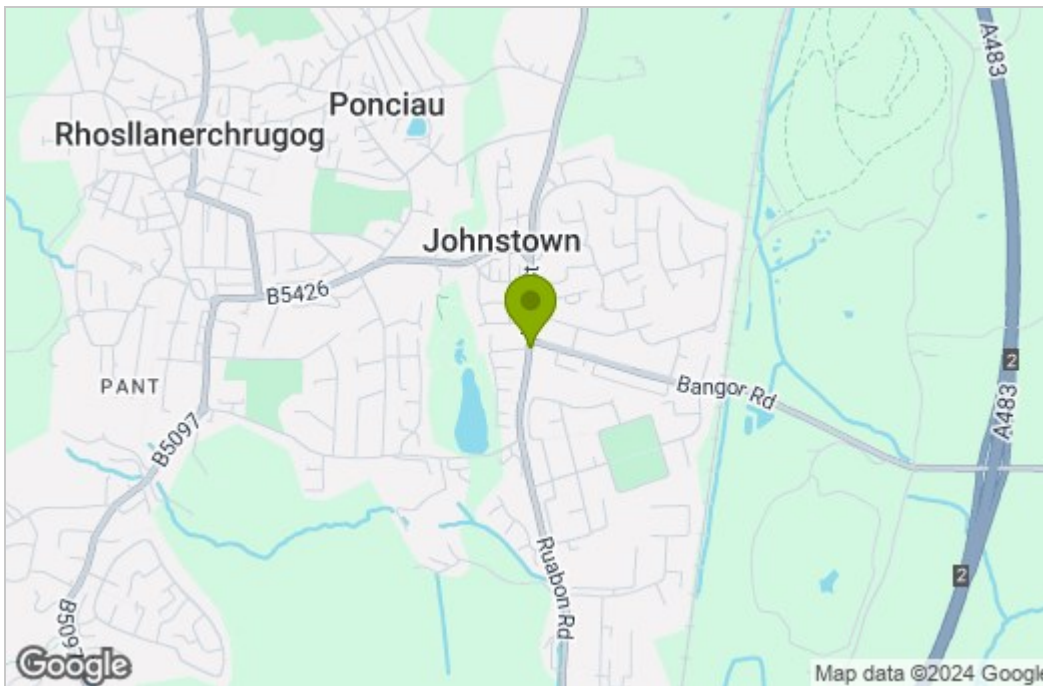 A483
Ponciau
Rhosllanerchrugog
Johnstown
t
B5426
2
PANT
Bangor Rd
A483
B5097
Ruabon Rd
2
B5097
Google
Map data ©2024 Google